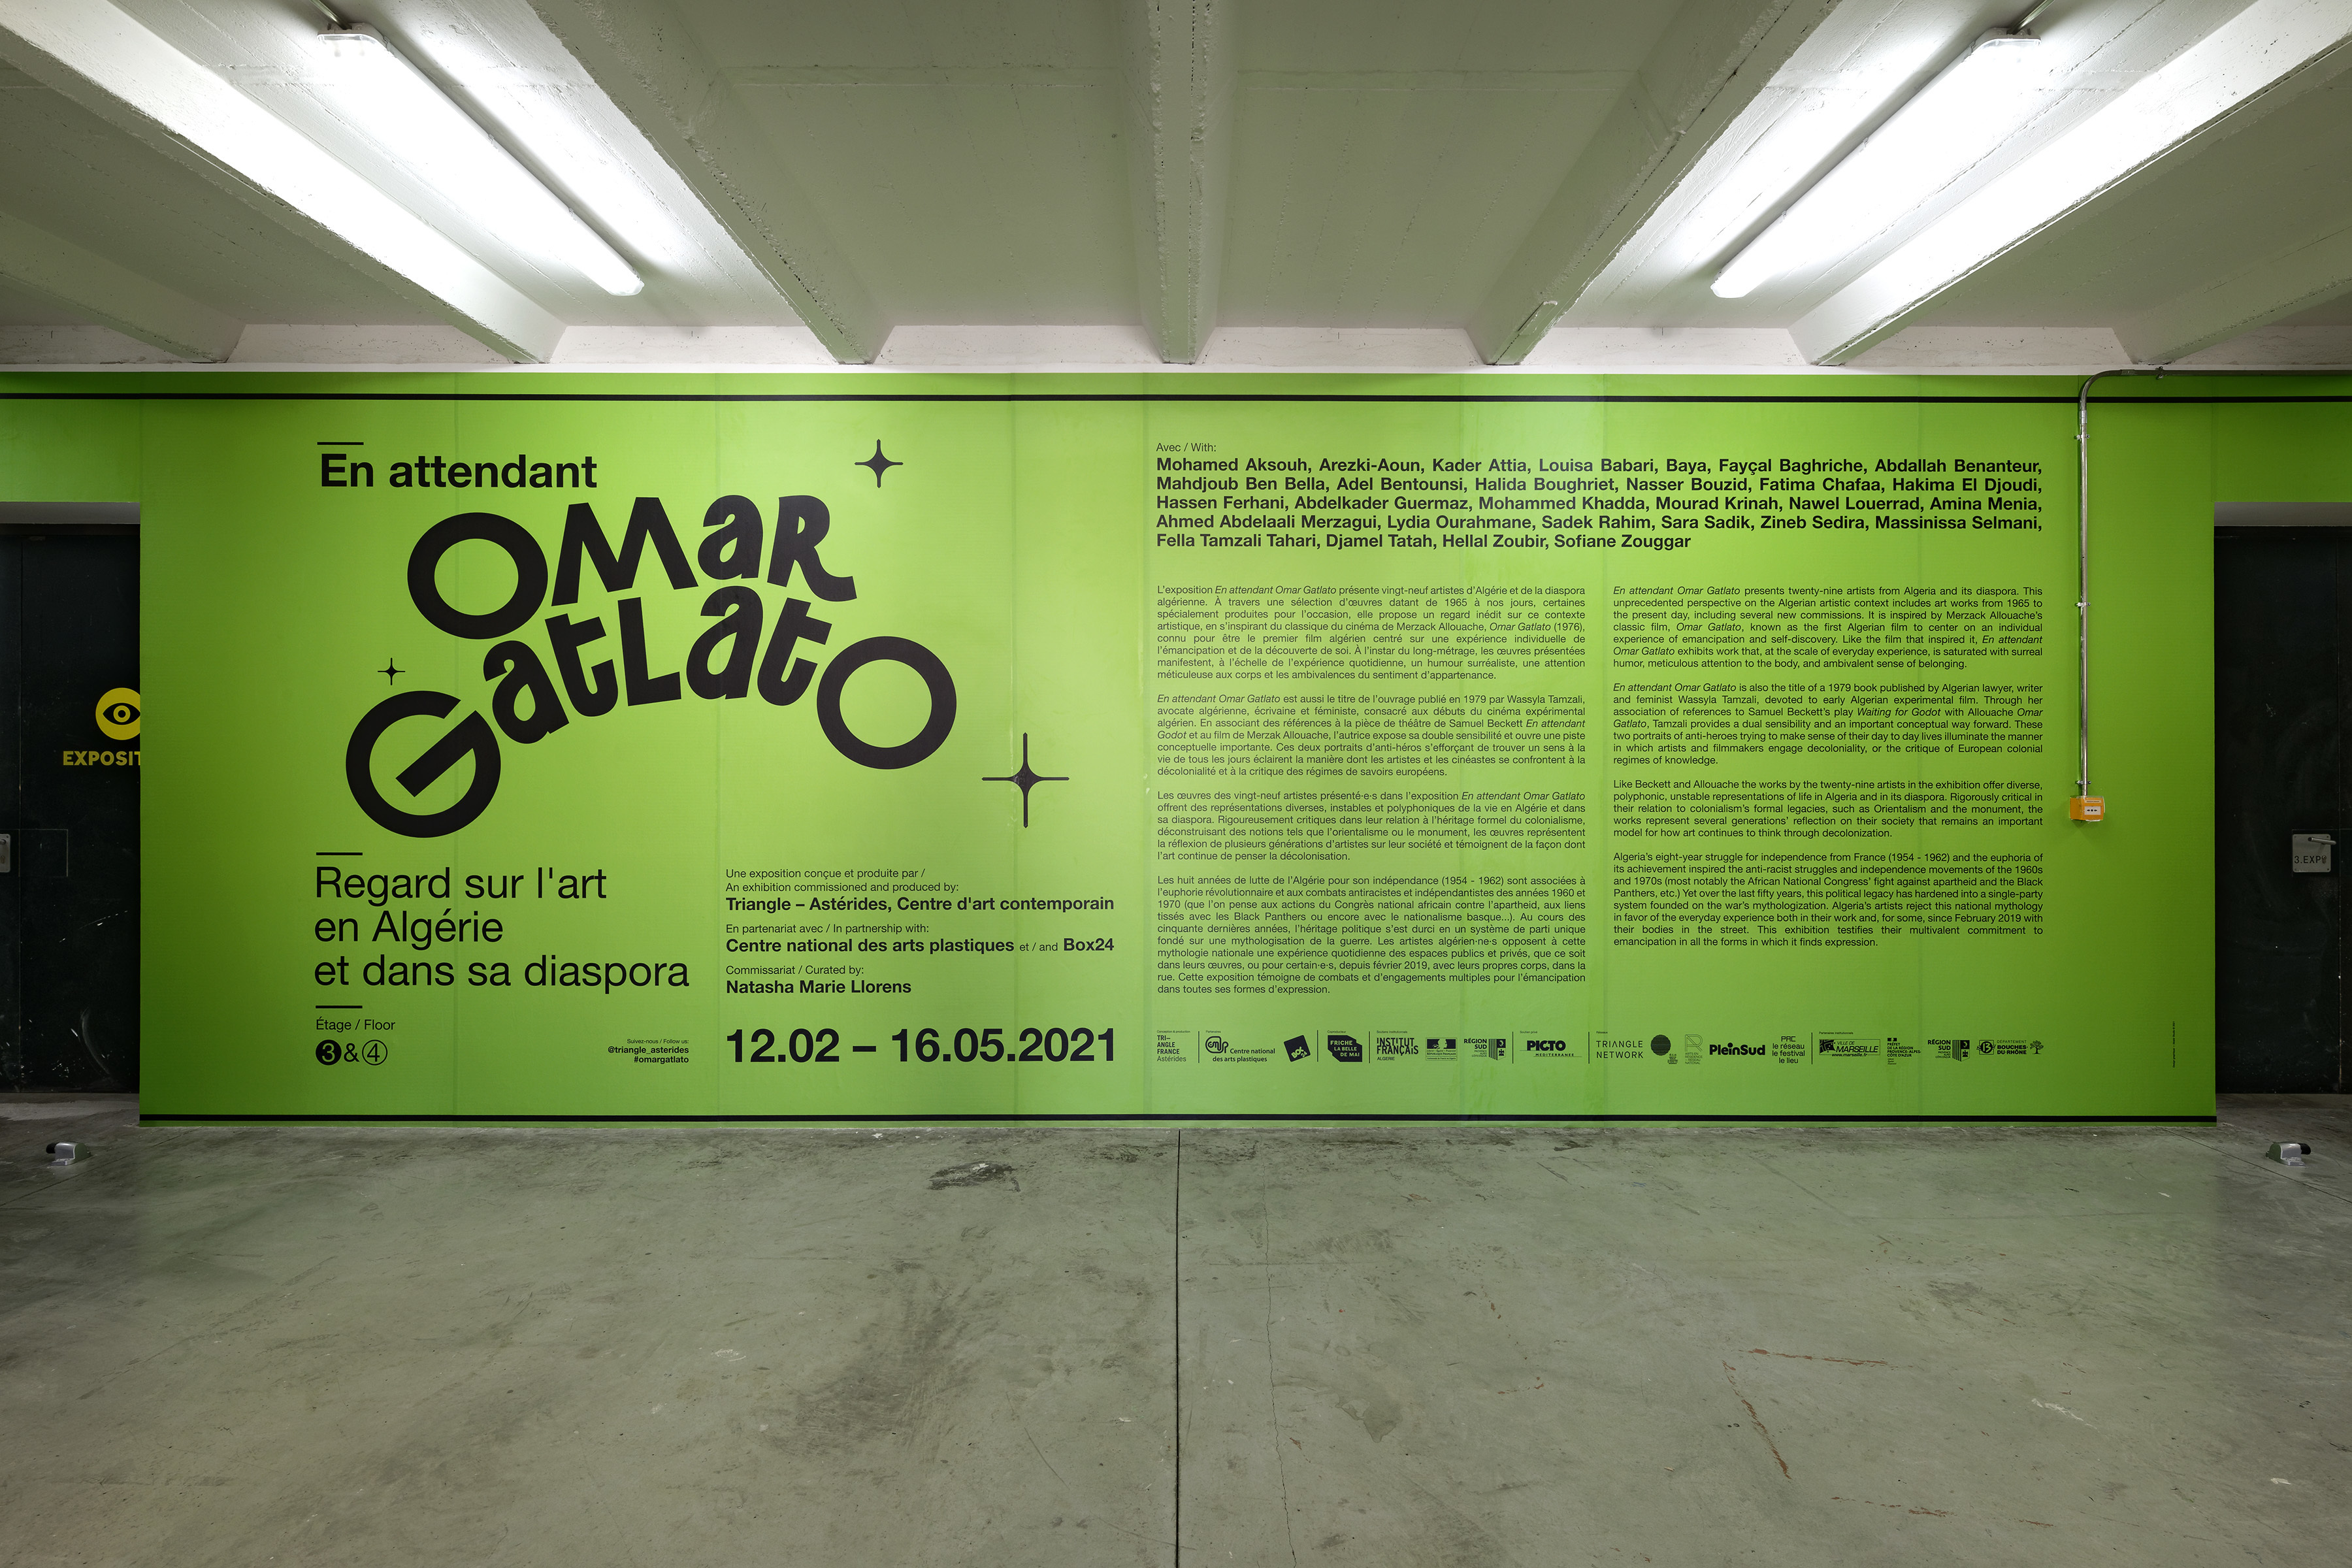 En attendant
OMaR
GatLatO
Regard sur l'art
en Algérie
et dans sa diaspora
Étage / Floor
3 & 4
Suivez-nous / Follow us:
@triangle_asterides
#omargatlato
Une exposition conçue et produite par /
An exhibition commissioned and produced by:
Triangle – Astérides, Centre d'art contemporain
En partenariat avec / In partnership with:
Centre national des arts plastiques et / and Box24
Commissariat / Curated by:
Natasha Marie Llorens
12.02 – 16.05.2021
Avec / With:
Mohamed Aksouh, Arezki-Aoun, Kader Attia, Louisa Babari, Baya, Fayçal Baghriche, Abdallah Benanteur,
Mahdjoub Ben Bella, Adel Bentounsi, Halida Boughriet, Nasser Bouzid, Fatima Chafaa, Hakima El Djoudi,
Hassen Ferhani, Abdelkader Guermaz, Mohammed Khadda, Mourad Krinah, Nawel Louerrad, Amina Menia,
Ahmed Abdelaali Merzagui, Lydia Ourahmane, Sadek Rahim, Sara Sadik, Zineb Sedira, Massinissa Selmani,
Fella Tamzali Tahari, Djamel Tatah, Hellal Zoubir, Sofiane Zouggar
L'exposition En attendant Omar Gatlato présente vingt-neuf artistes d'Algérie et de la diaspora
algérienne. À travers une sélection d'œuvres datant de 1965 à nos jours, certaines
spécialement produites pour l'occasion, elle propose un regard inédit sur ce contexte
artistique, en s'inspirant du classique du cinéma de Merzak Allouache, Omar Gatlato (1976),
connu pour être le premier film algérien centré sur une expérience individuelle de
l'émancipation et de la découverte de soi. À l'instar du long-métrage, les œuvres présentées
manifestent, à l'échelle de l'expérience quotidienne, un humour surréaliste, une attention
méticuleuse aux corps et les ambivalences du sentiment d'appartenance.
En attendant Omar Gatlato est aussi le titre de l'ouvrage publié en 1979 par Wassyla Tamzali,
avocate algérienne, écrivaine et féministe, consacré aux débuts du cinéma expérimental
algérien. En associant des références à la pièce de théâtre de Samuel Beckett En attendant
Godot et au film de Merzak Allouache, l'autrice expose sa double sensibilité et ouvre une piste
conceptuelle importante. Ces deux portraits d'anti-héros s'efforçant de trouver un sens à la
vie de tous les jours éclairent la manière dont les artistes et les cinéastes se confrontent à la
décolonialité et à la critique des régimes de savoirs européens.
Les œuvres des vingt-neuf artistes présenté·e·s dans l'exposition En attendant Omar Gatlato
offrent des représentations diverses, instables et polyphoniques de la vie en Algérie et dans
sa diaspora. Rigoureusement critiques dans leur relation à l'héritage formel du colonialisme,
déconstruisant des notions tels que l'orientalisme ou le monument, les œuvres représentent
la réflexion de plusieurs générations d'artistes sur leur société et témoignent de la façon dont
l'art continue de penser la décolonisation.
Les huit années de lutte de l'Algérie pour son indépendance (1954 - 1962) sont associées à
l'euphorie révolutionnaire et aux combats antiracistes et indépendantistes des années 1960 et
1970 (que l'on pense aux actions du Congrès national africain contre l'apartheid, aux liens
tissés avec les Black Panthers ou encore avec le nationalisme basque...). Au cours des
cinquante dernières années, l'héritage politique s'est durci en un système de parti unique
fondé sur une mythologisation de la guerre. Les artistes algérien·ne·s opposent à cette
mythologie nationale une expérience quotidienne des espaces publics et privés, que ce soit
dans leurs œuvres, ou pour certain·e·s, depuis février 2019, avec leurs propres corps, dans la
rue. Cette exposition témoigne de combats et d'engagements multiples pour l'émancipation
dans toutes ses formes d'expression.
En attendant Omar Gatlato presents twenty-nine artists from Algeria and its diaspora. This
unprecedented perspective on the Algerian artistic context includes art works from 1965 to
the present day, including several new commissions. It is inspired by Merzack Allouache's
classic film, Omar Gatlato, known as the first Algerian film to center on an individual
experience of emancipation and self-discovery. Like the film that inspired it, En attendant
Omar Gatlato exhibits work that, at the scale of everyday experience, is saturated with surreal
humor, meticulous attention to the body, and ambivalent sense of belonging.
En attendant Omar Gatlato is also the title of a 1979 book published by Algerian lawyer, writer
and feminist Wassyla Tamzali, devoted to early Algerian experimental film. Through her
association of references to Samuel Beckett's play Waiting for Godot with Allouache Omar
Gatlato, Tamzali provides a dual sensibility and an important conceptual way forward. These
two portraits of anti-heroes trying to make sense of their day to day lives illuminate the manner
in which artists and filmmakers engage decoloniality, or the critique of European colonial
regimes of knowledge.
Like Beckett and Allouache the works by the twenty-nine artists in the exhibition offer diverse,
polyphonic, unstable representations of life in Algeria and in its diaspora. Rigorously critical in
their relation to colonialism's formal legacies, such as Orientalism and the monument, the
works represent several generations' reflection on their society that remains an important
model for how art continues to think through decolonization.
Algeria's eight-year struggle for independence from France (1954 - 1962) and the euphoria of
its achievement inspired the anti-racist struggles and independence movements of the 1960s
and 1970s (most notably the African National Congress' fight against apartheid and the Black
Panthers, etc.) Yet over the last fifty years, this political legacy has hardened into a single-party
system founded on the war's mythologization. Algeria's artists reject this national mythology
in favor of the everyday experience both in their work and, for some, since February 2019 with
their bodies in the street. This exhibition testifies their multivalent commitment to
emancipation in all the forms in which it finds expression.
TRI-
ANGLE
FRANCE
Astérides
cnap
Centre national
des arts plastiques
FRICHE
LA BELLE
DE MAI
INSTITUT
FRANÇAIS
ALGÉRIE
RÉGION
SUD
PICTO
MEDITERRANEE
TRIANGLE
NETWORK
PleinSud
PAC
le réseau
le festival
le lieu
VILLE DE
MARSEILLE
www.marseille.fr
RÉGION
SUD
DEPARTEMENT
BOUCHES-
DU-RHÔNE
EXPOSIT
3.EXP